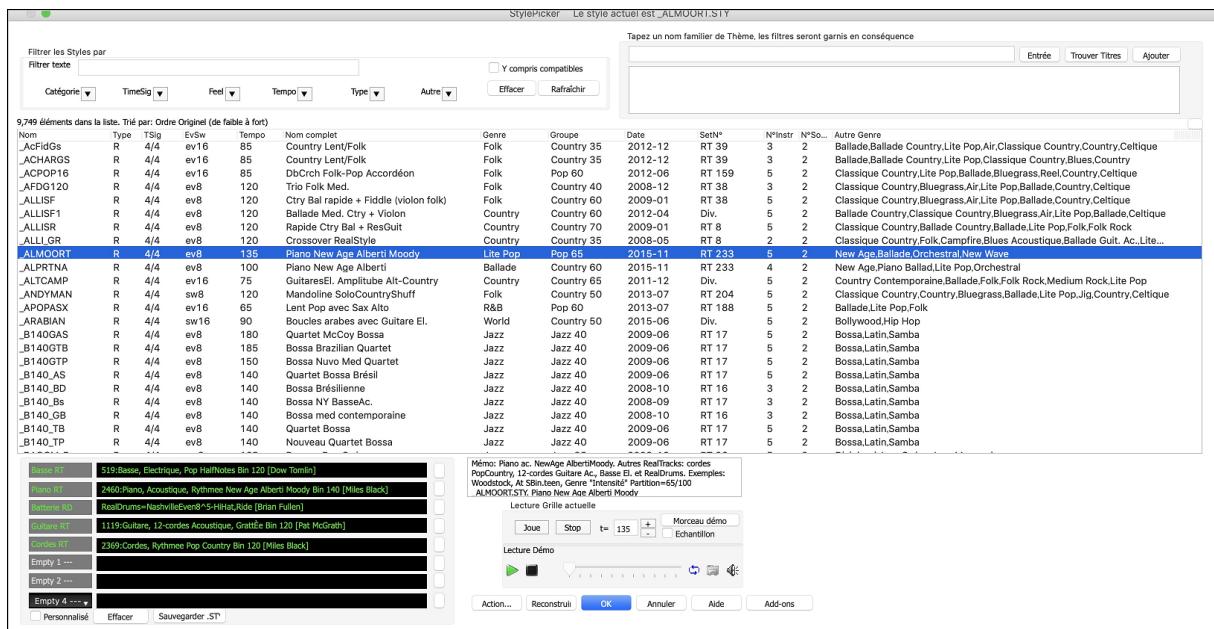 StylePicker Le style actuel est _ALMOORT.STY
Tapez un nom familier de Thème, les filtres seront garnis en conséquence
Entrée Trouver Titres Ajouter
Filtrer les Styles par
Filtrer texte
Y compris compatibles
Catégorie TimeSig Feel Tempo Type Autre Effacer Rafraîchir
9,749 éléments dans la liste. Trié par: Ordre Originel (de faible à fort)
Nom Type TSig EvSw Tempo Nom complet Genre Groupe Date SetN° N°Instr N°So... Autre Genre
_AcFidGs R 4/4 ev16 85 Country Lent/Folk Folk Country 35 2012-12 RT 39 3 2 Ballade,Ballade Country,Lite Pop,Air,Classique Country,Country,Celtique
_ACHARGS R 4/4 ev16 85 Country Lent/Folk Folk Country 35 2012-12 RT 39 3 2 Ballade,Ballade Country,Lite Pop,Classique Country,Blues,Country
_ACPOP16 R 4/4 ev16 85 DbCrch Folk-Pop Accordéon Folk Pop 60 2012-06 RT 159 5 2 Classique Country,Lite Pop,Ballade,Bluegrass,Reel,Country,Celtique
_AFDG120 R 4/4 ev8 120 Trio Folk Med. Folk Country 40 2008-12 RT 38 3 2 Classique Country,Bluegrass,Air,Lite Pop,Ballade,Country,Celtique
_ALLISF R 4/4 ev8 120 Ctry Bal rapide + Fiddle (violon folk) Folk Country 60 2009-01 RT 38 5 2 Classique Country,Bluegrass,Air,Lite Pop,Ballade,Country,Celtique
_ALLISF1 R 4/4 ev8 120 Ballade Med. Ctry + Violon Country Country 60 2012-04 Div. 5 2 Ballade Country,Classique Country,Bluegrass,Air,Lite Pop,Ballade,Celtique
_ALLISR R 4/4 ev8 120 Rapide Ctry Bal + ResGuit Country Country 70 2009-01 RT 8 5 2 Classique Country,Ballade Country,Ballade,Lite Pop,Folk,Folk Rock
_ALLI_GR R 4/4 ev8 120 Crossover RealStyle Country Country 35 2008-05 RT 8 2 2 Classique Country,Folk,Campfire,Blues Acoustique,Ballade Guit. Ac.,Lite...
_ALMOORT R 4/4 ev8 135 Piano New Age Alberti Moody Lite Pop Pop 65 2015-11 RT 233 5 2 New Age,Ballade,Orchestral,New Wave
_ALPRTNA R 4/4 ev8 100 Piano New Age Alberti Ballade Country 60 2015-11 RT 233 4 2 New Age,Piano Ballad,Lite Pop,Orchestral
_ALTCAMP R 4/4 ev16 75 GuitaresEl. Amplitube Alt-Country Country Country 65 2011-12 Div. 5 2 Country Contemporaine,Ballade,Folk,Folk Rock,Medium Rock,Lite Pop
_ANDYMAN R 4/4 sw8 120 Mandoline SoloCountryShuff Folk Country 50 2013-07 RT 204 5 2 Classique Country,Country,Bluegrass,Ballade,Lite Pop,Jig,Country,Celtique
_APOPASX R 4/4 ev16 65 Lent Pop avec Sax Alto R&B Pop 60 2013-07 RT 188 5 2 Ballade,Lite Pop,Folk
_ARABIAN R 4/4 sw16 90 Boucles arabes avec Guitare El. World Country 50 2015-06 Div. 5 2 Bollywood,Hip Hop
_B140GAS R 4/4 ev8 180 Quartet McCoy Bossa Jazz Jazz 40 2009-06 RT 17 5 2 Bossa,Latin,Samba
_B140GTB R 4/4 ev8 185 Bossa Brazilian Quartet Jazz Jazz 40 2009-06 RT 17 5 2 Bossa,Latin,Samba
_B140GTP R 4/4 ev8 150 Bossa Nuvo Med Quartet Jazz Jazz 40 2009-06 RT 17 5 2 Bossa,Latin,Samba
_B140_AS R 4/4 ev8 140 Quartet Bossa Brésil Jazz Jazz 40 2009-06 RT 17 5 2 Bossa,Latin,Samba
_B140_BD R 4/4 ev8 140 Bossa Brésilienne Jazz Jazz 40 2008-10 RT 16 3 2 Bossa,Latin,Samba
_B140_Bs R 4/4 ev8 140 Bossa NY BasseAc. Jazz Jazz 40 2008-09 RT 17 3 2 Bossa,Latin,Samba
_B140_GB R 4/4 ev8 140 Bossa med contemporaine Jazz Jazz 40 2008-10 RT 16 3 2 Bossa,Latin,Samba
_B140_TB R 4/4 ev8 140 Quartet Bossa Jazz Jazz 40 2009-06 RT 17 5 2 Bossa,Latin,Samba
_B140_TP R 4/4 ev8 140 Nouveau Quartet Bossa Jazz Jazz 40 2009-06 RT 17 5 2 Bossa,Latin,Samba
Basse RT 519:Basse, Electrique, Pop HalfNotes Bin 120 [Dow Tomlin]
Piano RT 2460:Piano, Acoustique, Rythmee New Age Alberti Moody Bin 140 [Miles Black]
Batterie RD RealDrums=NashvilleEven8^5-HiHat,Ride [Brian Fullen]
Guitare RT 1119:Guitare, 12-cordes Acoustique, GrattÊe Bin 120 [Pat McGrath]
Cordes RT 2369:Cordes, Rythmee Pop Country Bin 120 [Miles Black]
Empty 1 ---
Empty 2 ---
Empty 4 ---
Personnalisé Effacer Sauvegarder .ST
Mémo: Piano ac. NewAge AlbertiMoody. Autres RealTracks: cordes
PopCountry, 12-cordes Guitare Ac., Basse El. et RealDrums. Exemples:
Woodstock, At SBin.teen, Genre "Intensité" Partition=65/100
_ALMOORT.STY. Piano New Age Alberti Moody
Lecture Grille actuelle
Joue Stop t= 135 + - Morceau démo
Echantillon
Lecture Démo
Action... Reconstrui OK Annuler Aide Add-ons